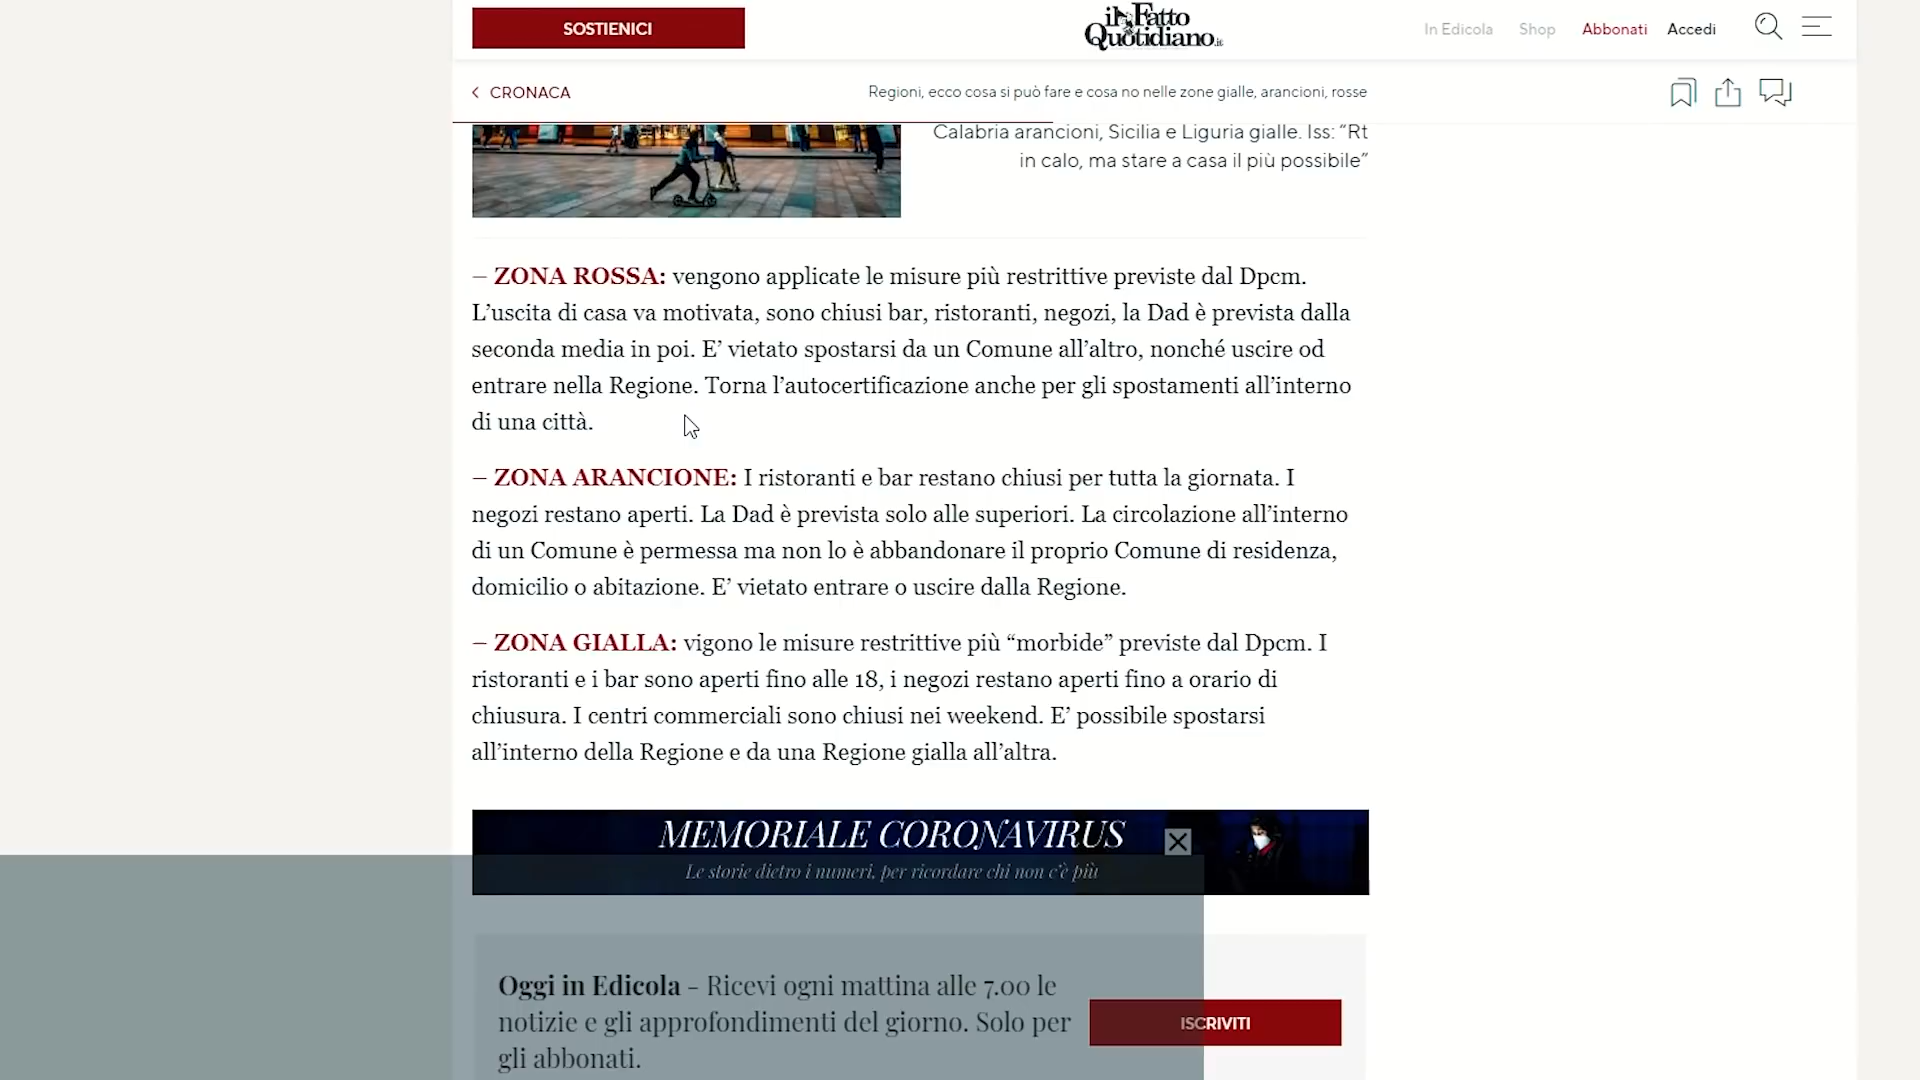 SOSTIENICI
il Fatto
Quotidiano.it
In Edicola
Shop
Abbonati
Accedi
CRONACA
Regioni, ecco cosa si può fare e cosa no nelle zone gialle, arancioni, rosse
Calabria arancioni, Sicilia e Liguria gialle. Iss: “Rt
in calo, ma stare a casa il più possibile”
– ZONA ROSSA: vengono applicate le misure più restrittive previste dal Dpcm.
L’uscita di casa va motivata, sono chiusi bar, ristoranti, negozi, la Dad è prevista dalla
seconda media in poi. E’ vietato spostarsi da un Comune all’altro, nonché uscire od
entrare nella Regione. Torna l’autocertificazione anche per gli spostamenti all’interno
di una città.
– ZONA ARANCIONE: I ristoranti e bar restano chiusi per tutta la giornata. I
negozi restano aperti. La Dad è prevista solo alle superiori. La circolazione all’interno
di un Comune è permessa ma non lo è abbandonare il proprio Comune di residenza,
domicilio o abitazione. E’ vietato entrare o uscire dalla Regione.
– ZONA GIALLA: vigono le misure restrittive più “morbide” previste dal Dpcm. I
ristoranti e i bar sono aperti fino alle 18, i negozi restano aperti fino a orario di
chiusura. I centri commerciali sono chiusi nei weekend. E’ possibile spostarsi
all’interno della Regione e da una Regione gialla all’altra.
MEMORIALE CORONAVIRUS
Le storie dietro i numeri, per ricordare chi non c’è più
Oggi in Edicola - Ricevi ogni mattina alle 7.00 le
notizie e gli approfondimenti del giorno. Solo per
gli abbonati.
ISCRIVITI